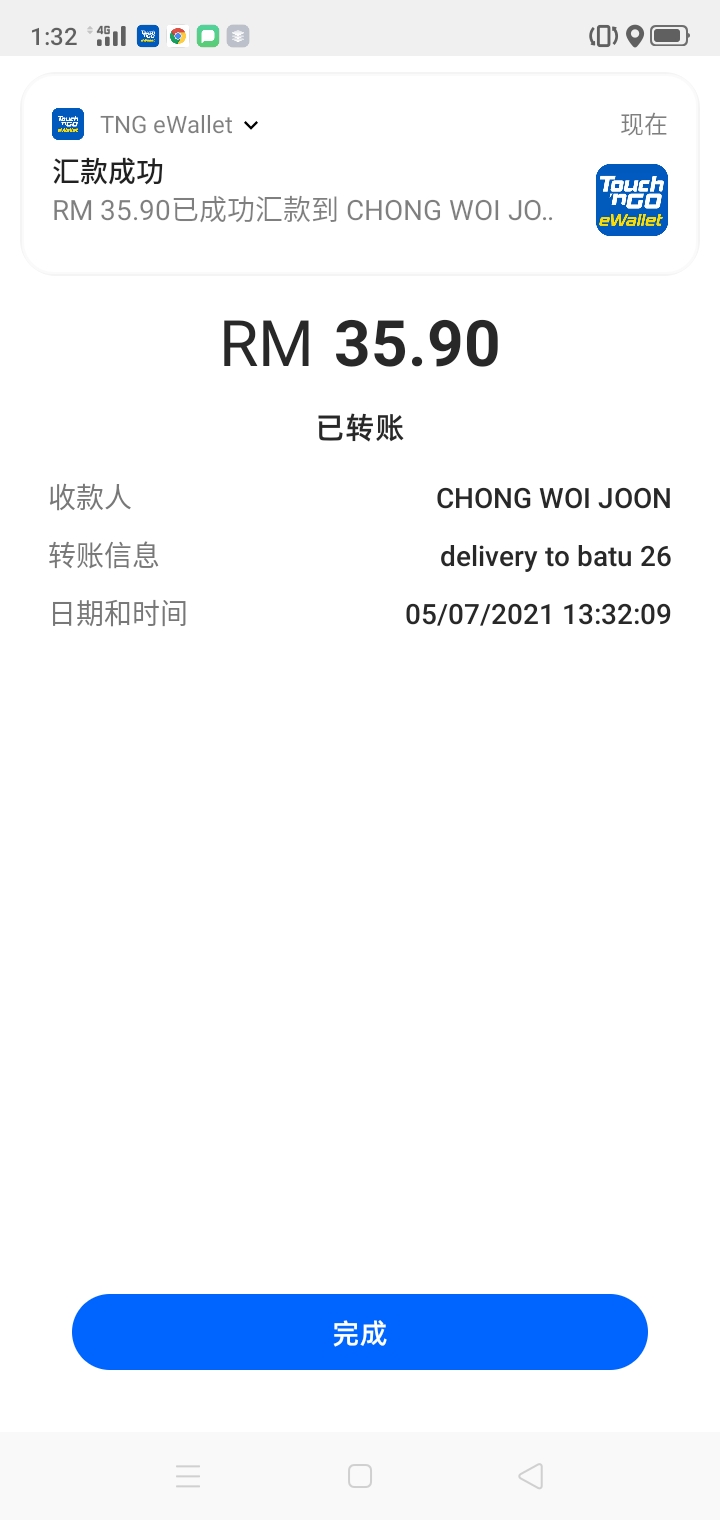 1:32 4G
TNG eWallet 现在
汇款成功
RM 35.90已成功汇款到 CHONG WOI JO..
Touch
'nGO
eWallet
RM 35.90
已转账
收款人 CHONG WOI JOON
转账信息 delivery to batu 26
日期和时间 05/07/2021 13:32:09
完成